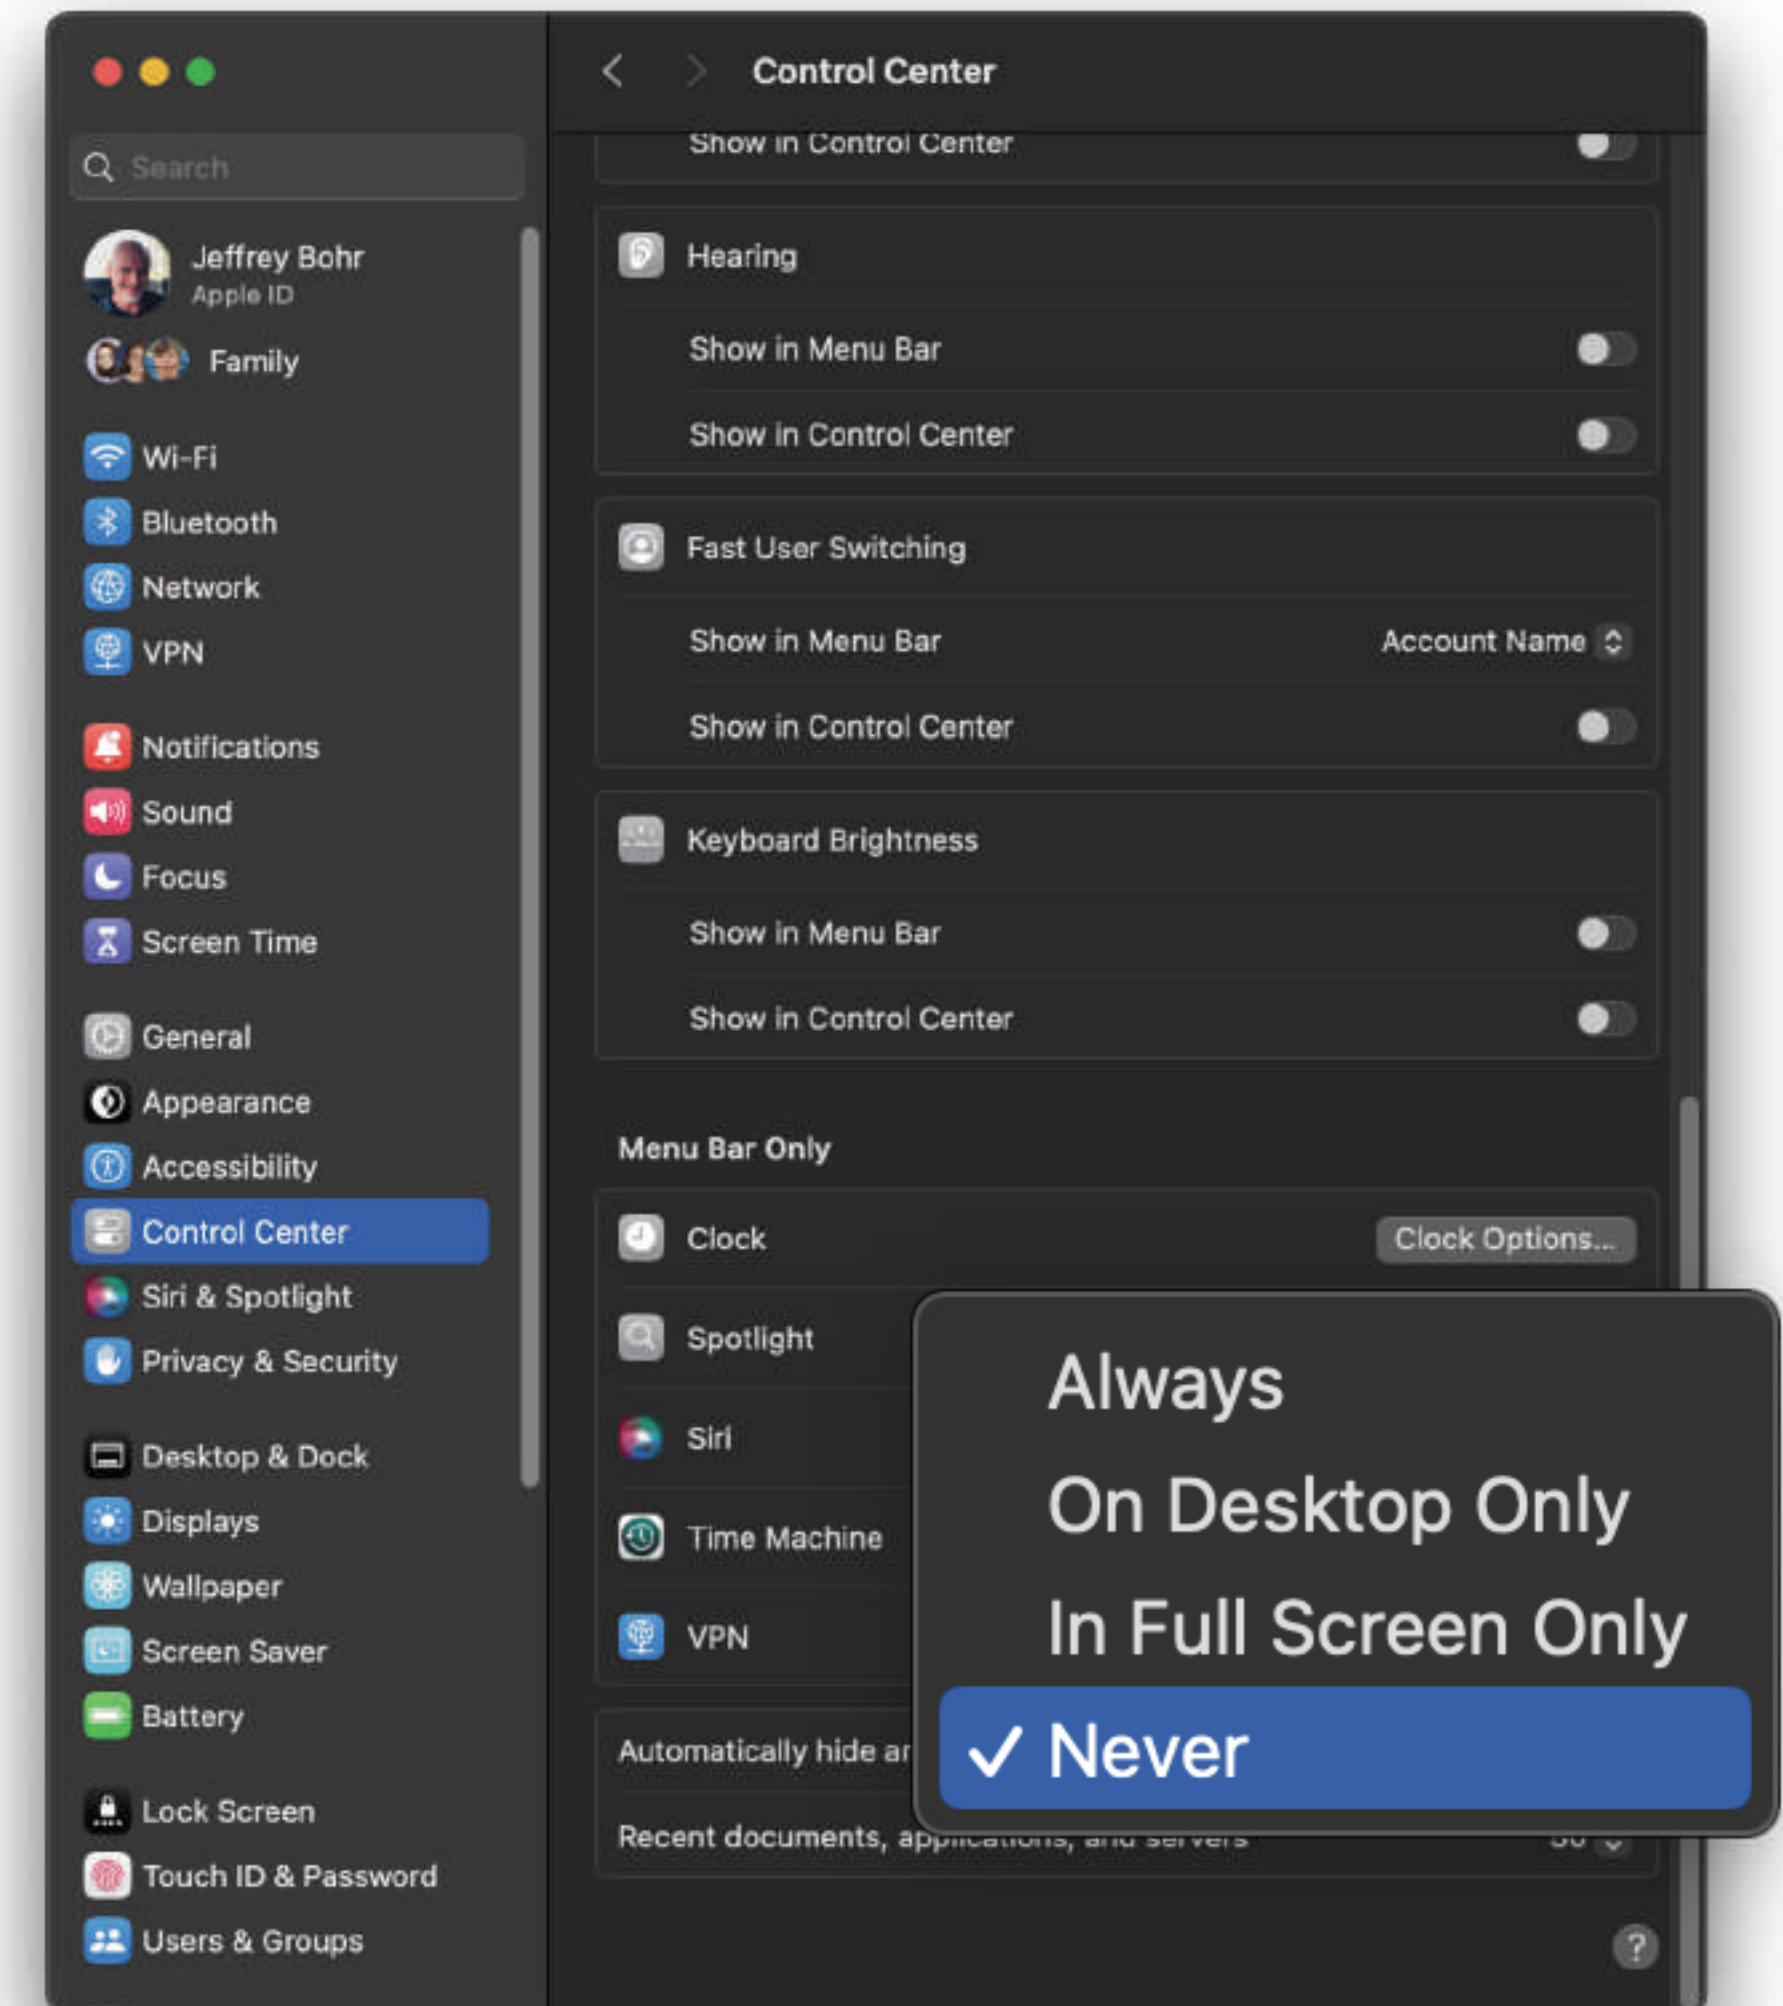 Control Center
Search
Jeffrey Bohr
Apple ID
Family
Wi-Fi
Bluetooth
Network
VPN
Notifications
Sound
Focus
Screen Time
General
Appearance
Accessibility
Control Center
Siri & Spotlight
Privacy & Security
Desktop & Dock
Displays
Wallpaper
Screen Saver
Battery
Lock Screen
Touch ID & Password
Users & Groups
Show in Control Center
Hearing
Show in Menu Bar
Show in Control Center
Fast User Switching
Show in Menu Bar Account Name
Show in Control Center
Keyboard Brightness
Show in Menu Bar
Show in Control Center
Menu Bar Only
Clock Clock Options...
Spotlight
Siri
Time Machine
VPN
Automatically hide
Recent documents, applications, and servers
Always
On Desktop Only
In Full Screen Only
✓ Never
?